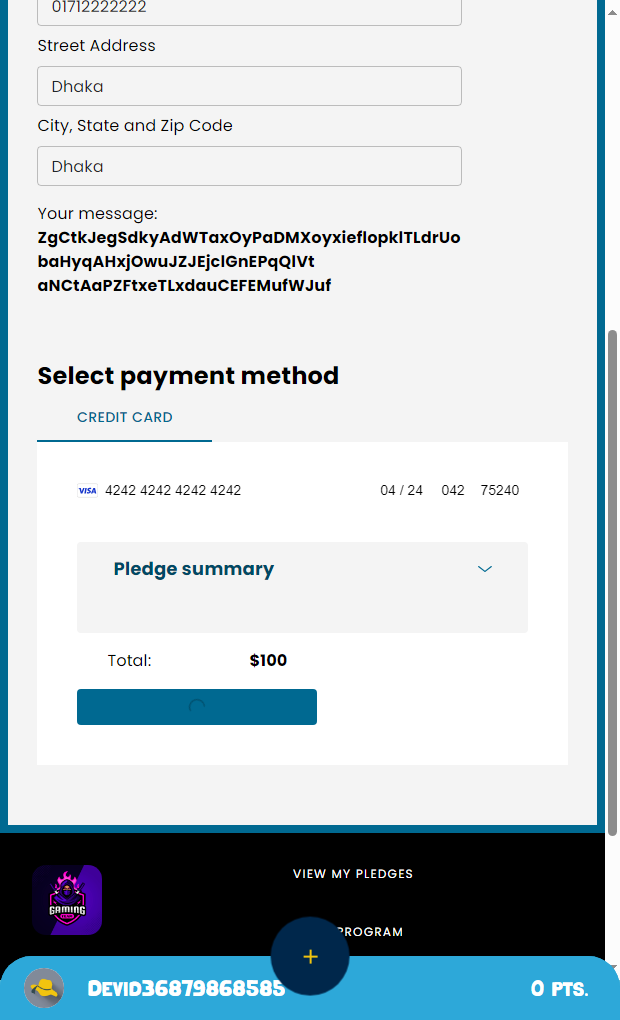 01712222222
Street Address
Dhaka
City, State and Zip Code
Dhaka
Your message:
ZgCtkJegSdkyAdWTaxOyPaDMXoyxieflopklTLdrUo
baHyqAHxjOwuJZJEjclGnEPqQlVt
aNCtAaPZFtxeTLxdauCEFEMufWJuf
Select payment method
CREDIT CARD
VISA 4242 4242 4242 4242 04 / 24 042 75240
Pledge summary
Total: $100
VIEW MY PLEDGES
GAMING
PROGRAM
+
Devid36879868585 0 PTS.